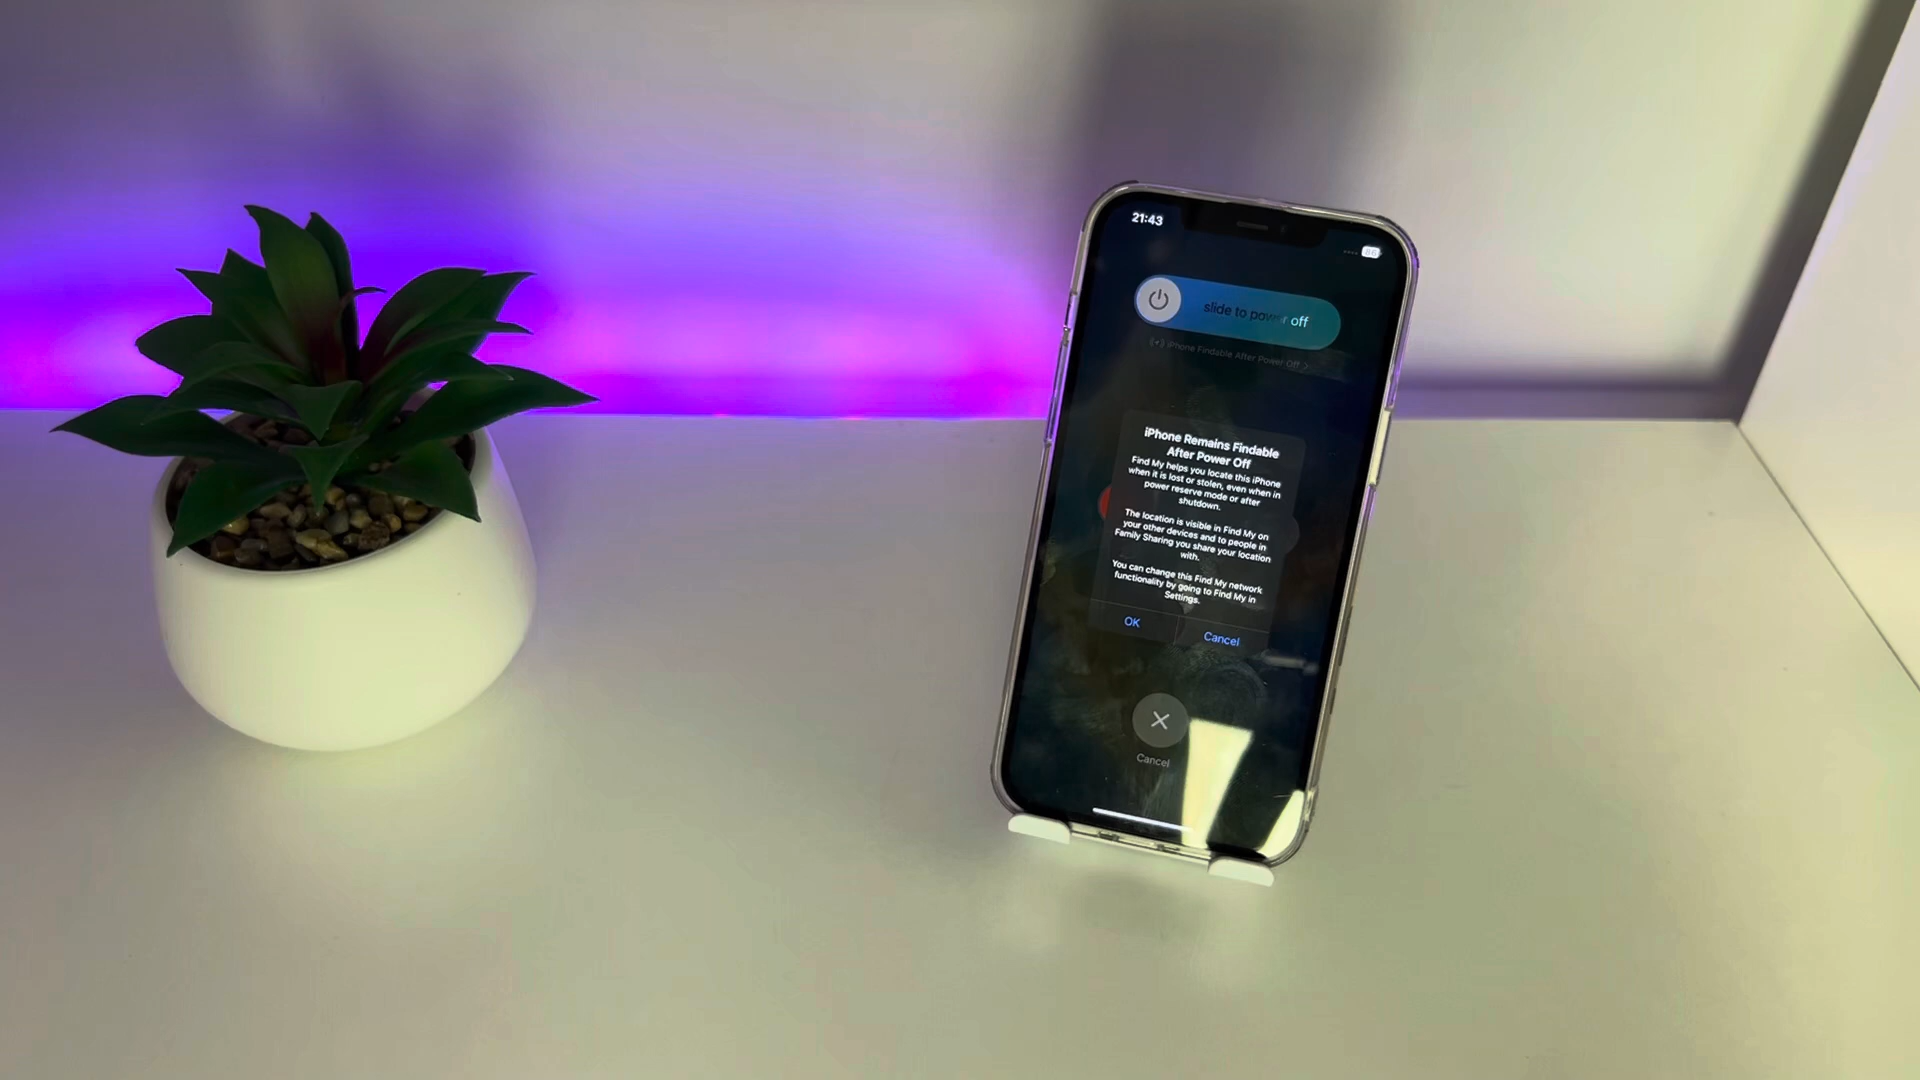 21:43
86
slide to power off
iPhone Findable After Power Off >
iPhone Remains Findable
After Power Off
Find My helps you locate this iPhone
when it is lost or stolen, even when in
power reserve mode or after
shutdown.
The location is visible in Find My on
your other devices and to people in
Family Sharing you share your location
with.
You can change this Find My network
functionality by going to Find My in
Settings.
OK
Cancel
Cancel